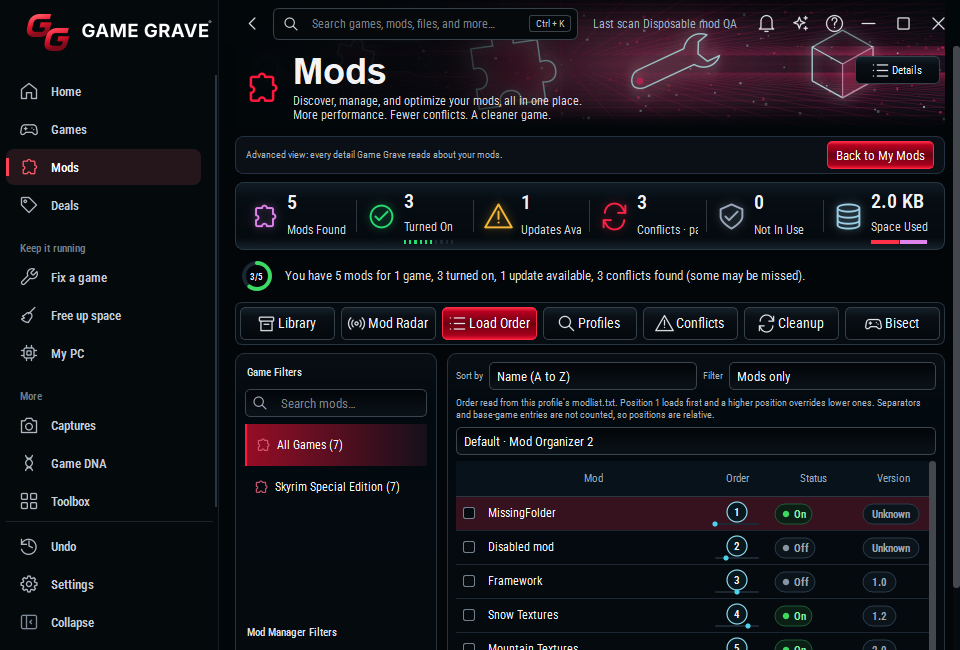 GAME GRAVE
Search games, mods, files, and more...
Ctrl + K
Last scan Disposable mod QA
Home
Games
Mods
Deals
Keep it running
Fix a game
Free up space
My PC
More
Captures
Game DNA
Toolbox
Undo
Settings
Collapse
Mods
Discover, manage, and optimize your mods, all in one place.
More performance. Fewer conflicts. A cleaner game.
Details
Advanced view: every detail Game Grave reads about your mods.
Back to My Mods
5
Mods Found
3
Turned On
1
Updates Ava
3
Conflicts · pa
0
Not In Use
2.0 KB
Space Used
3/5
You have 5 mods for 1 game, 3 turned on, 1 update available, 3 conflicts found (some may be missed).
Library
Mod Radar
Load Order
Profiles
Conflicts
Cleanup
Bisect
Game Filters
Search mods...
All Games (7)
Skyrim Special Edition (7)
Mod Manager Filters
Sort by
Name (A to Z)
Filter
Mods only
Order read from this profile's modlist.txt. Position 1 loads first and a higher position overrides lower ones. Separators
and base-game entries are not counted, so positions are relative.
Default · Mod Organizer 2
Mod Order Status Version
MissingFolder 1 On Unknown
Disabled mod 2 Off Unknown
Framework 3 Off 1.0
Snow Textures 4 On 1.2
Mountain Textures 5 On 2.0